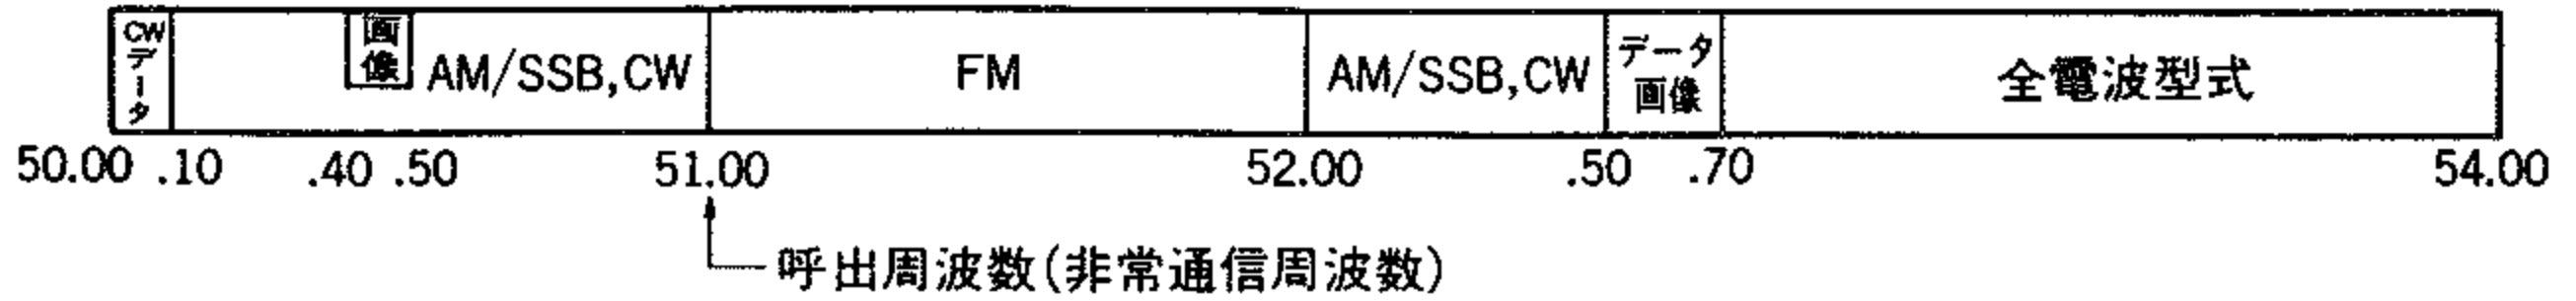 CW
データ
画像
AM/SSB,CW
FM
AM/SSB,CW
データ
画像
全電波型式
50.00 .10 .40 .50 51.00 52.00 .50 .70 54.00
呼出周波数(非常通信周波数)